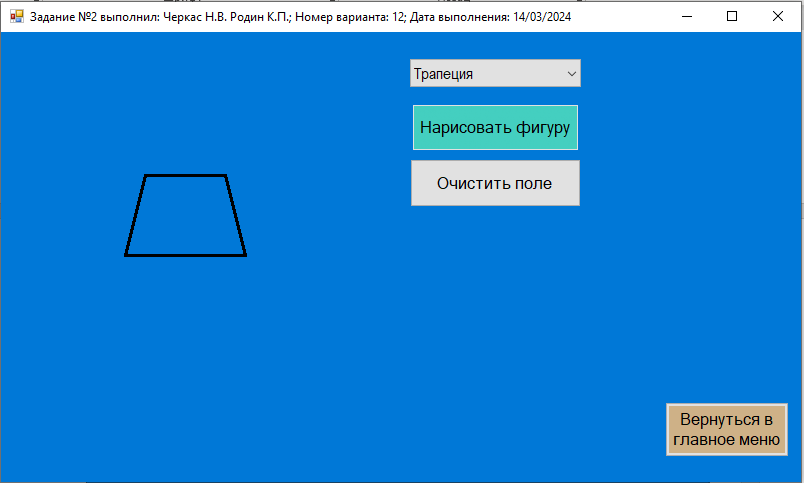 Задание №2 выполнил: Черкас Н.В. Родин К.П.; Номер варианта: 12; Дата выполнения: 14/03/2024
Трапеция
Нарисовать фигуру
Очистить поле
Вернуться в
главное меню